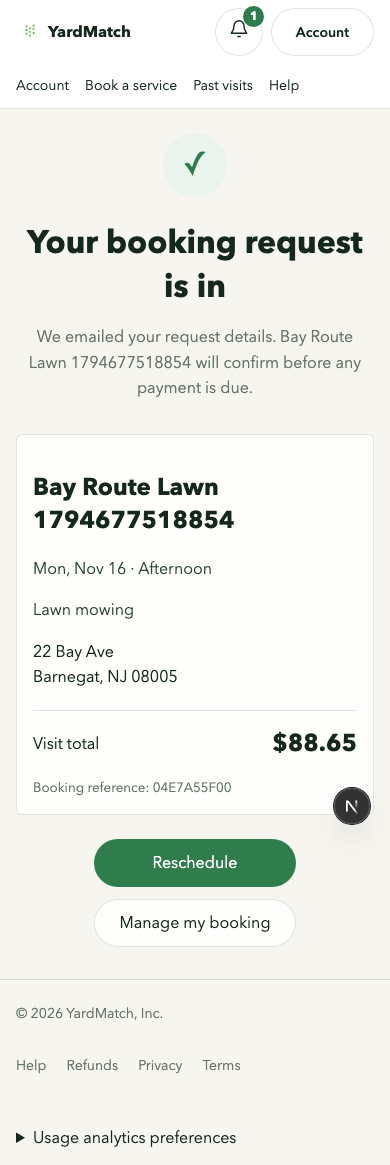 YardMatch
1
Account
Account Book a service Past visits Help
Your booking request
is in
We emailed your request details. Bay Route
Lawn 1794677518854 will confirm before any
payment is due.
Bay Route Lawn
1794677518854
Mon, Nov 16 · Afternoon
Lawn mowing
22 Bay Ave
Barnegat, NJ 08005
Visit total $88.65
Booking reference: 04E7A55F00
N
Reschedule
Manage my booking
© 2026 YardMatch, Inc.
Help Refunds Privacy Terms
Usage analytics preferences